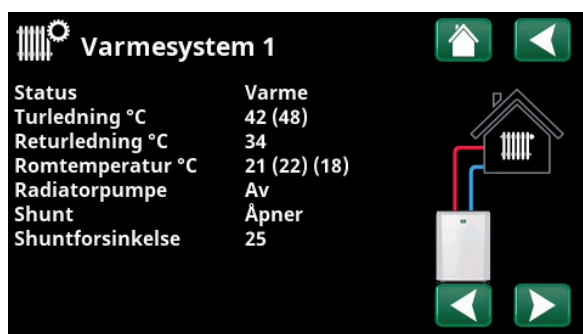 Varmesystem 1
Status Varme
Turledning °C 42 (48)
Returledning °C 34
Romtemperatur °C 21 (22) (18)
Radiatorpumpe Av
Shunt Åpner
Shuntforsinkelse 25